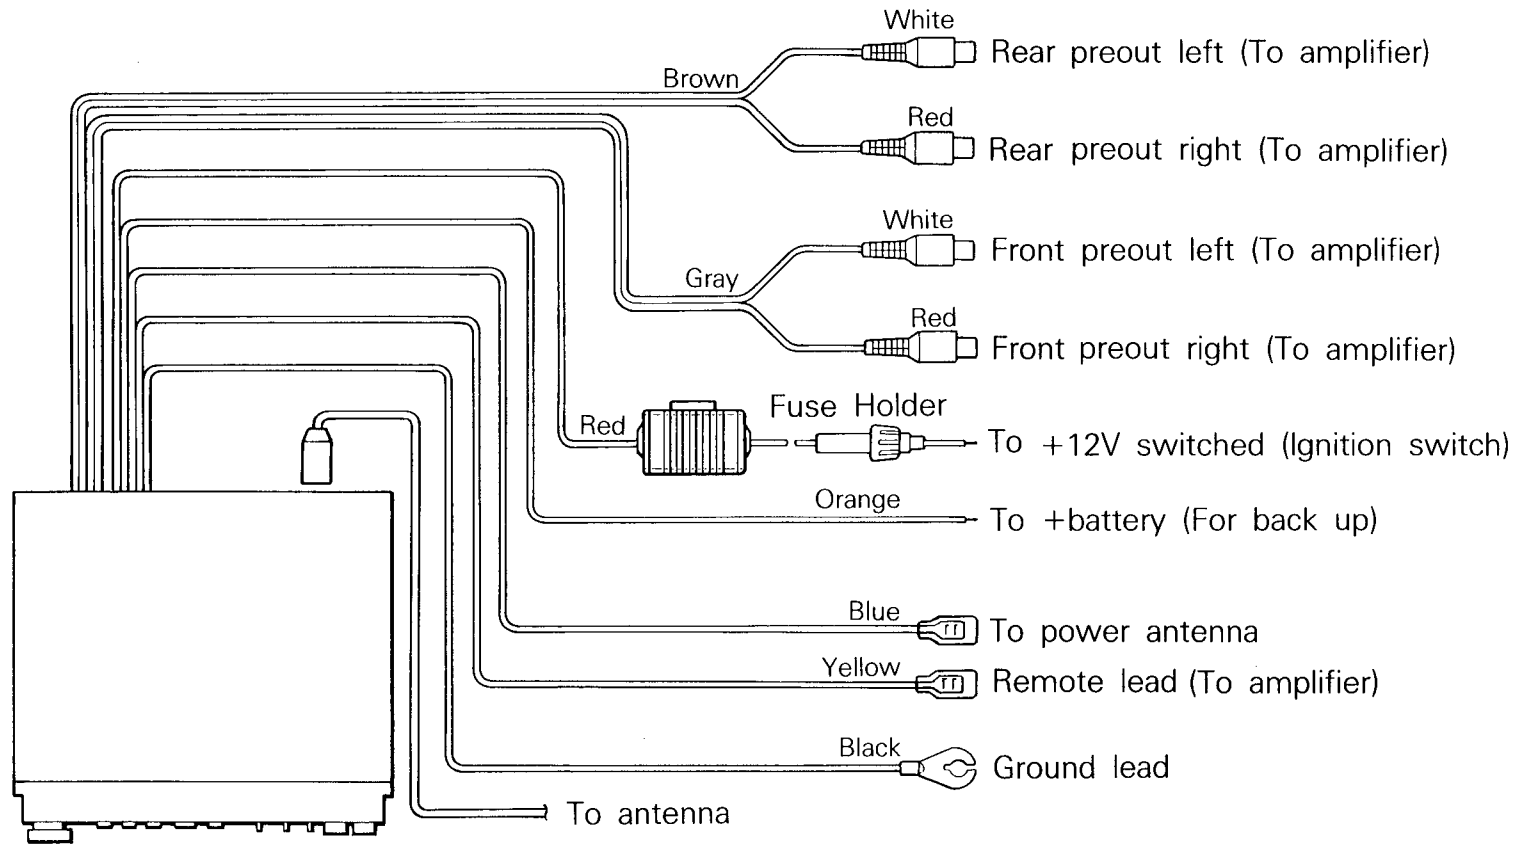 White
Rear preout left (To amplifier)
Brown
Red
Rear preout right (To amplifier)
White
Front preout left (To amplifier)
Gray
Red
Front preout right (To amplifier)
Fuse Holder
Red
To +12V switched (Ignition switch)
Orange
To +battery (For back up)
Blue
To power antenna
Yellow
Remote lead (To amplifier)
Black
Ground lead
To antenna